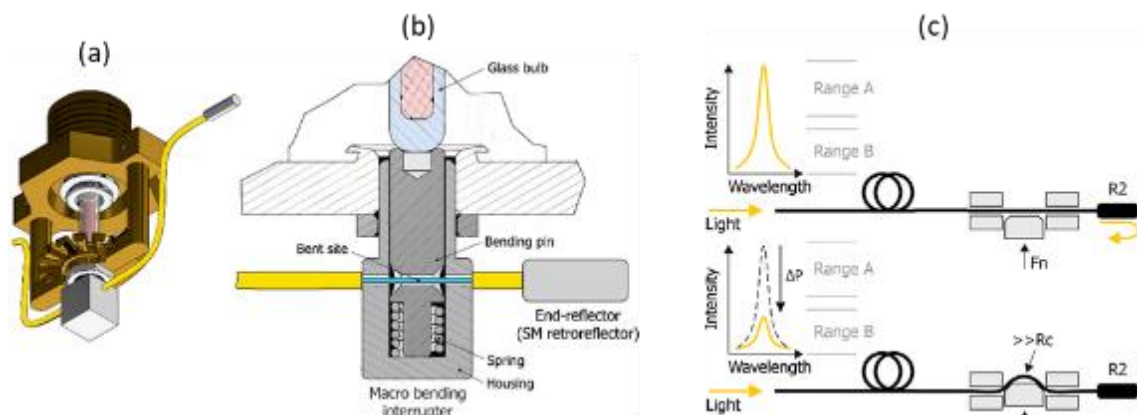 (a)
(b)
(c)
Glass bulb
Bent site
Bending pin
End-reflector
(SM retroreflector)
Spring
Housing
Macro bending
interrupter
Intensity
Range A
Range B
Wavelength
Light
R2
Fn
Intensity
Range A
ΔP
Range B
Wavelength
>>Rc
Light
R2